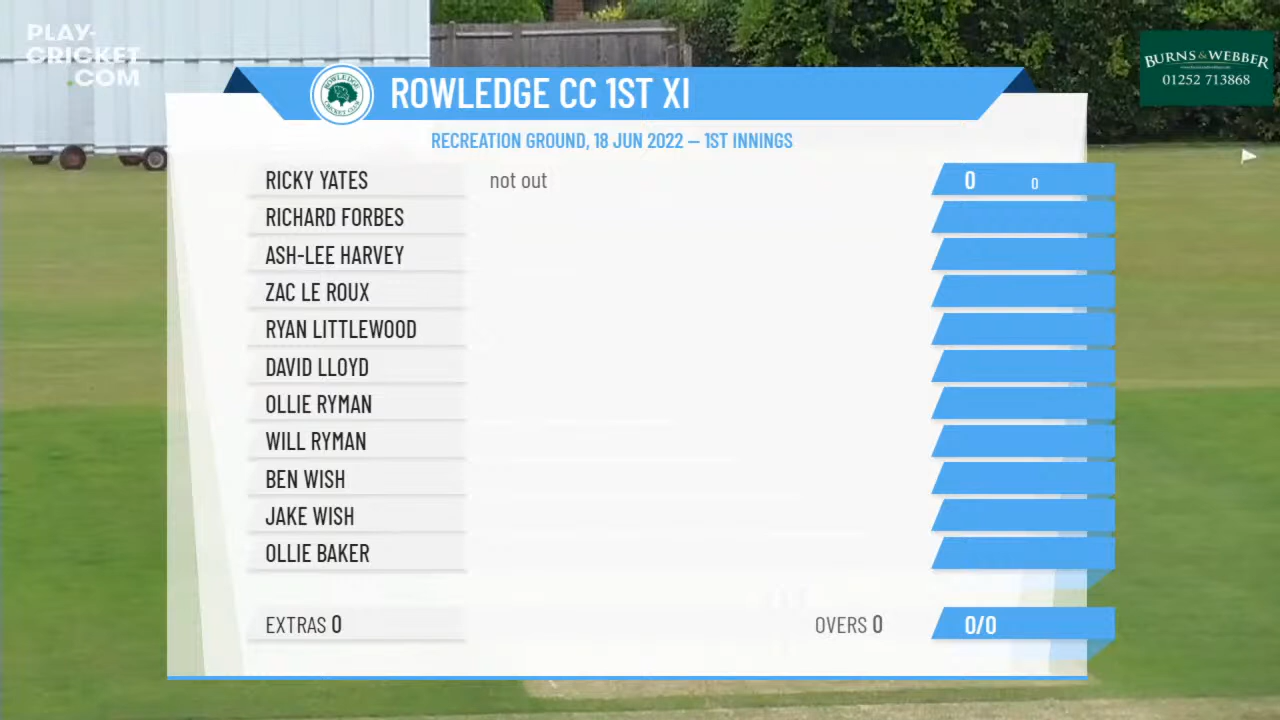 PLAY-
CRICKET
.COM
BURNS & WEBBER
01252 713868
ROWLEDGE CC 1ST XI
RECREATION GROUND, 18 JUN 2022 – 1ST INNINGS
RICKY YATES not out 0 0
RICHARD FORBES
ASH-LEE HARVEY
ZAC LE ROUX
RYAN LITTLEWOOD
DAVID LLOYD
OLLIE RYMAN
WILL RYMAN
BEN WISH
JAKE WISH
OLLIE BAKER
EXTRAS 0 OVERS 0 0/0